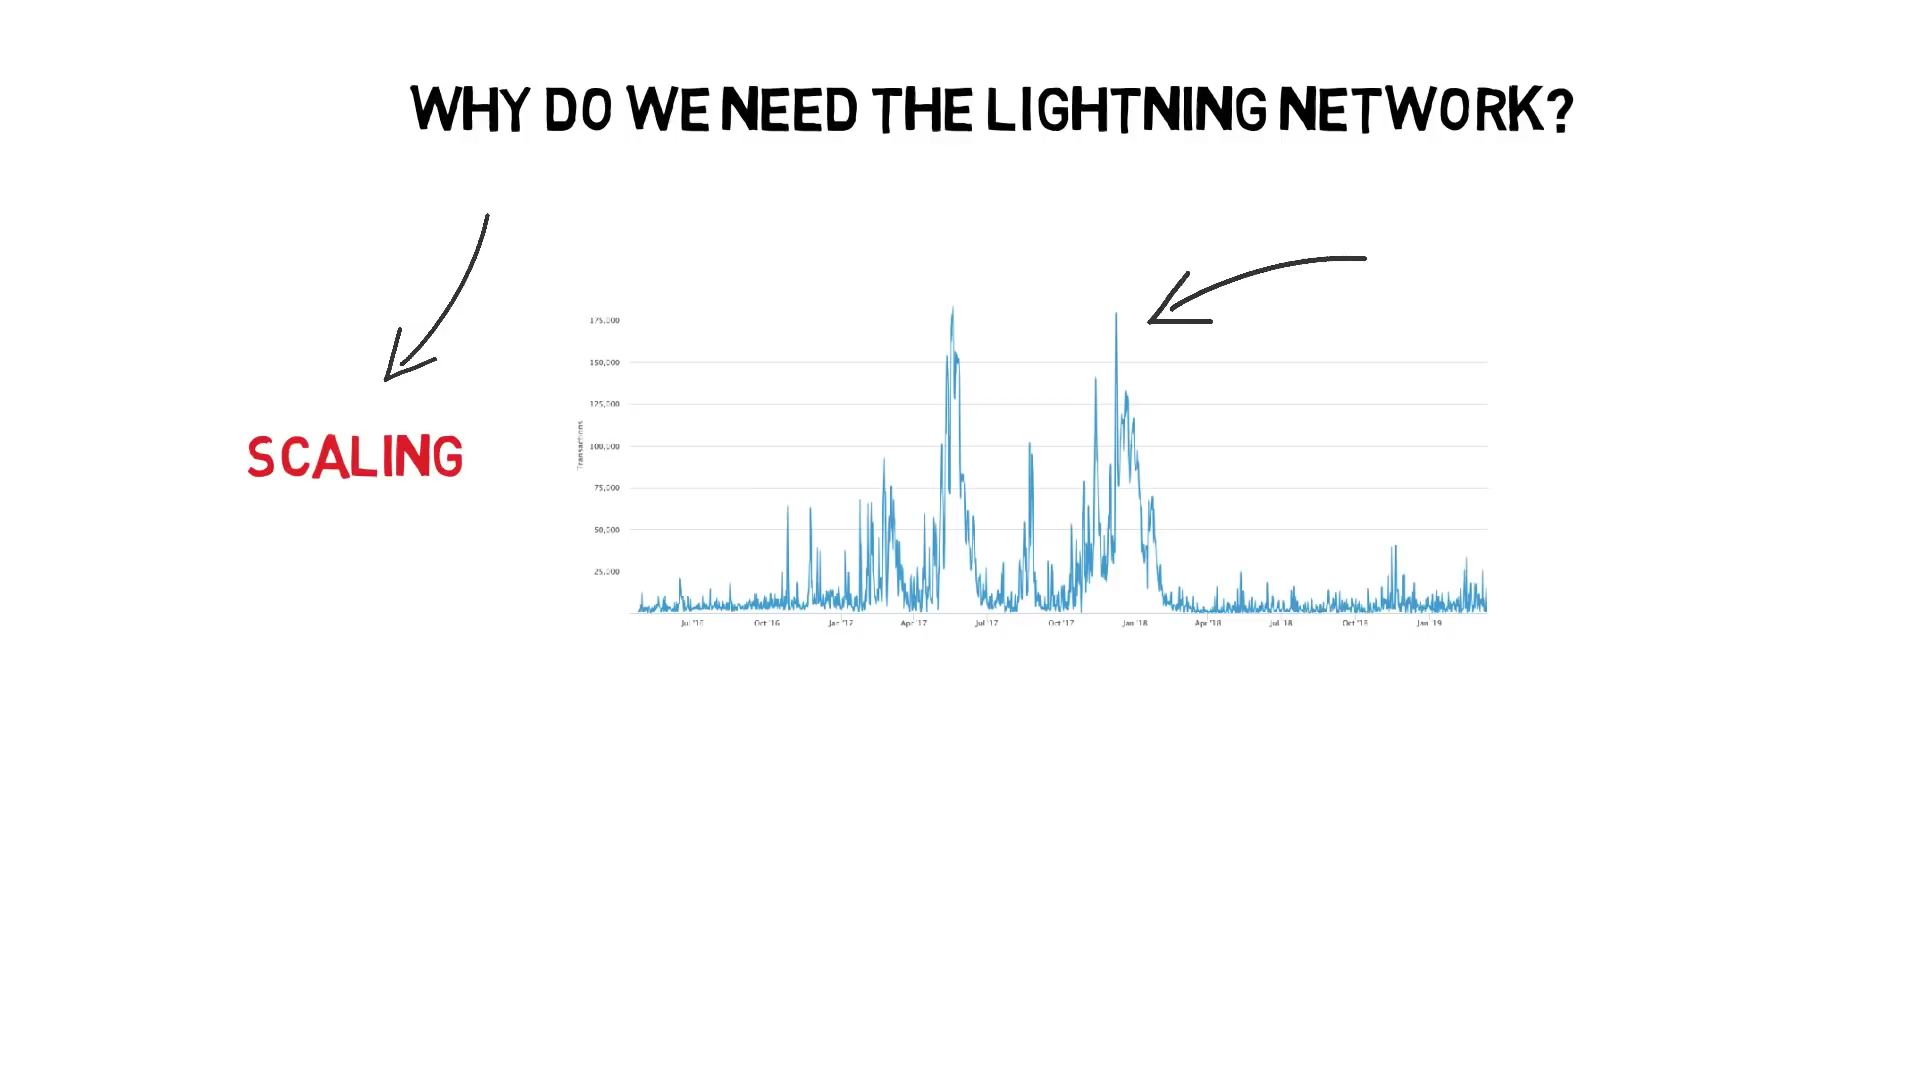 WHY DO WE NEED THE LIGHTNING NETWORK?
SCALING
175,000
150,000
125,000
100,000
75,000
50,000
25,000
Transactions
Jul '16 Oct '16 Jan '17 Apr '17 Jul '17 Oct '17 Jan '18 Apr '18 Jul '18 Oct '18 Jan '19